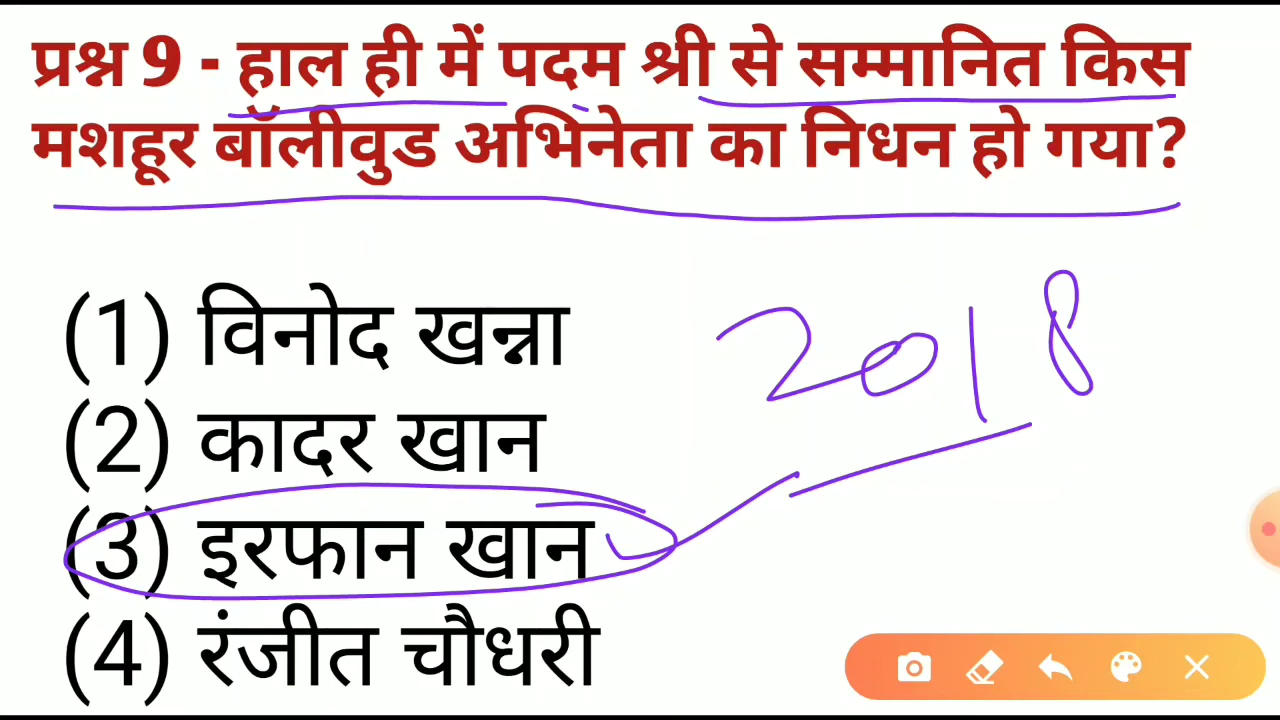 प्रश्न 9 - हाल ही में पदम श्री से सम्मानित किस
मशहूर बॉलीवुड अभिनेता का निधन हो गया?
(1) विनोद खन्ना
(2) कादर खान
(3) इरफान खान
(4) रंजीत चौधरी
2018